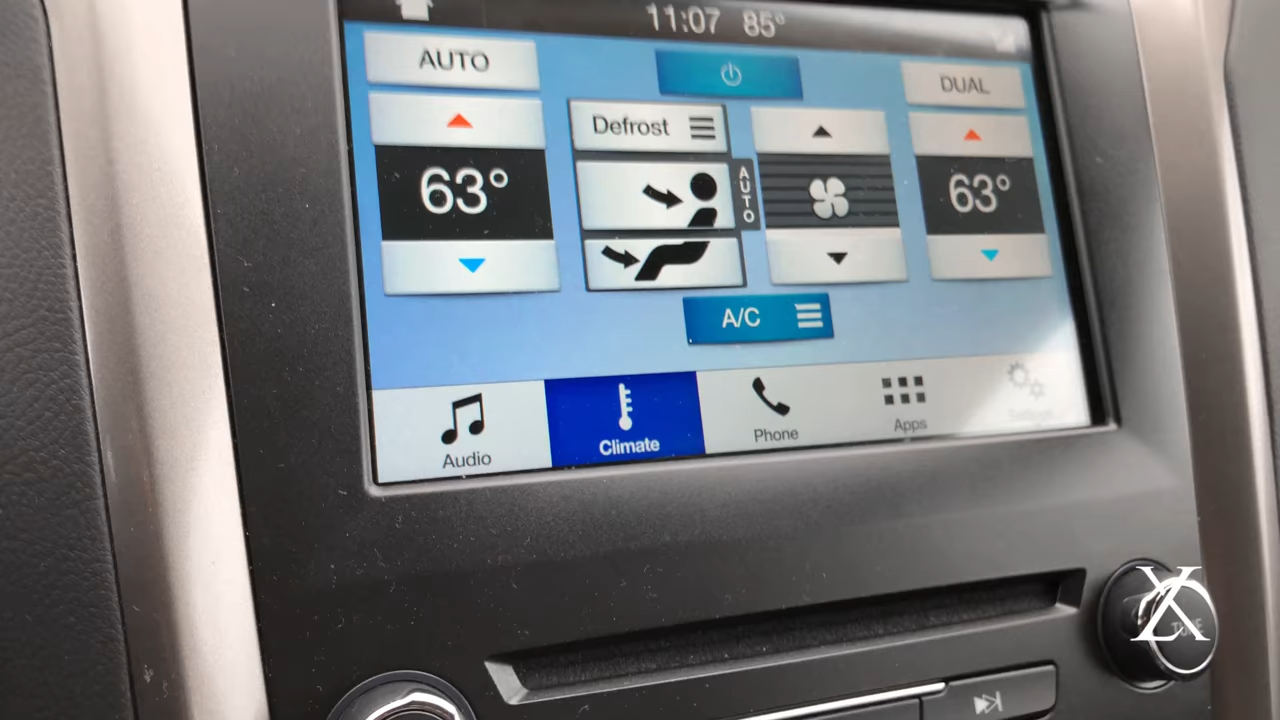 11:07 85°
AUTO
DUAL
Defrost
63°
AUTO
63°
A/C
Audio
Climate
Phone
Apps